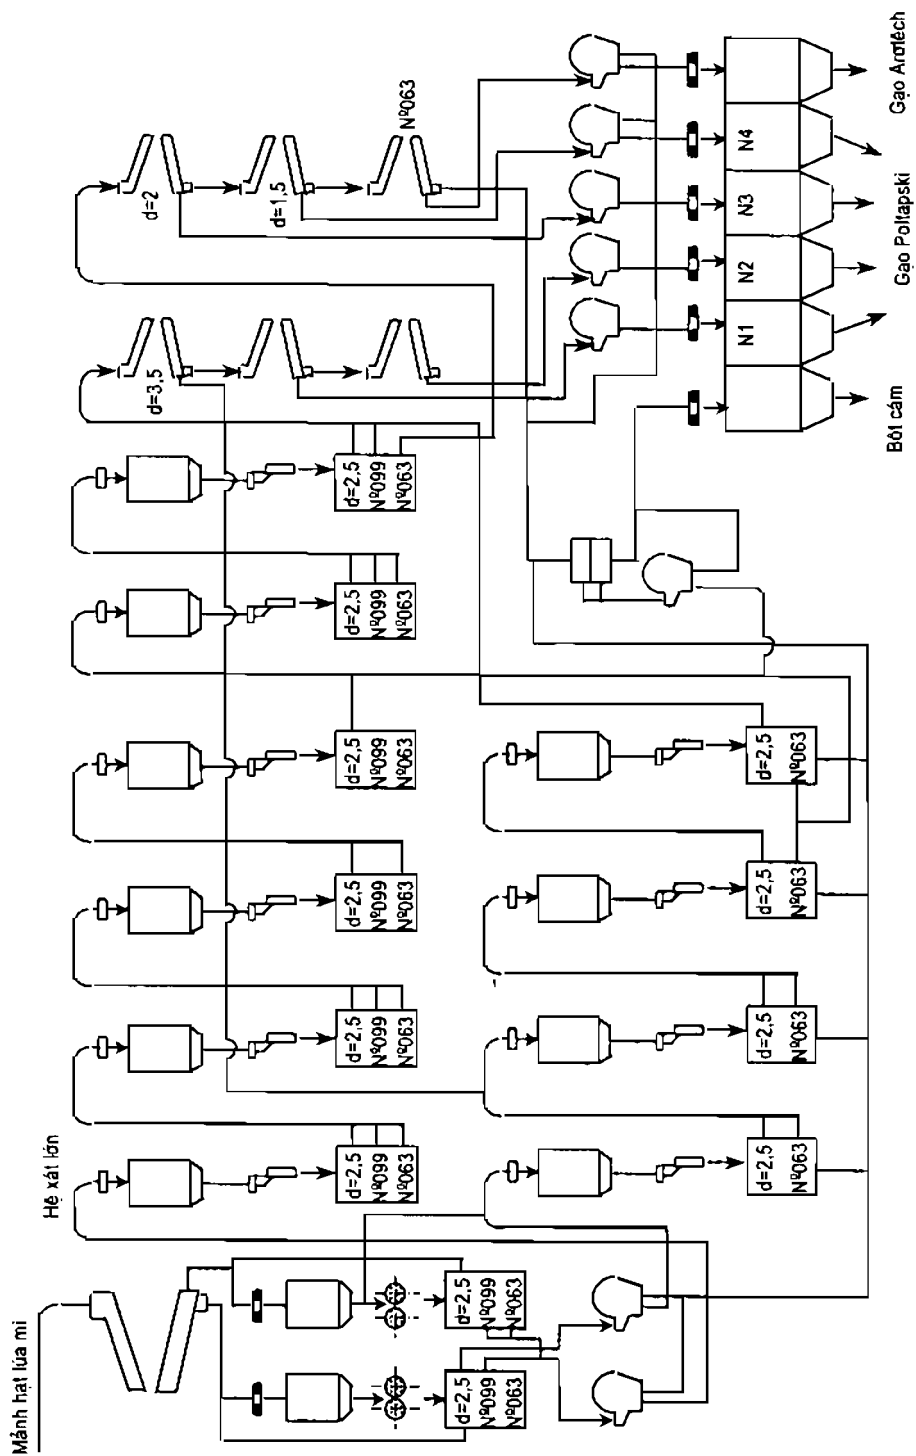 Mảnh hạt lúa mì
Hệ xát lớn
d=3,5
d=2
d=1,5
Nº063
d=2,5
Nº099
Nº063
d=2,5
Nº099
Nº063
d=2,5
Nº099
Nº063
d=2,5
Nº099
Nº063
d=2,5
Nº099
Nº063
d=2,5
Nº099
Nº063
d=2,5
Nº099
Nº063
d=2,5
Nº099
Nº063
d=2,5
Nº063
d=2,5
Nº063
d=2,5
Nº063
d=2,5
Nº063
N1
N2
N3
N4
Bột cám
Gạo Poltapski
Gạo Arơtếch